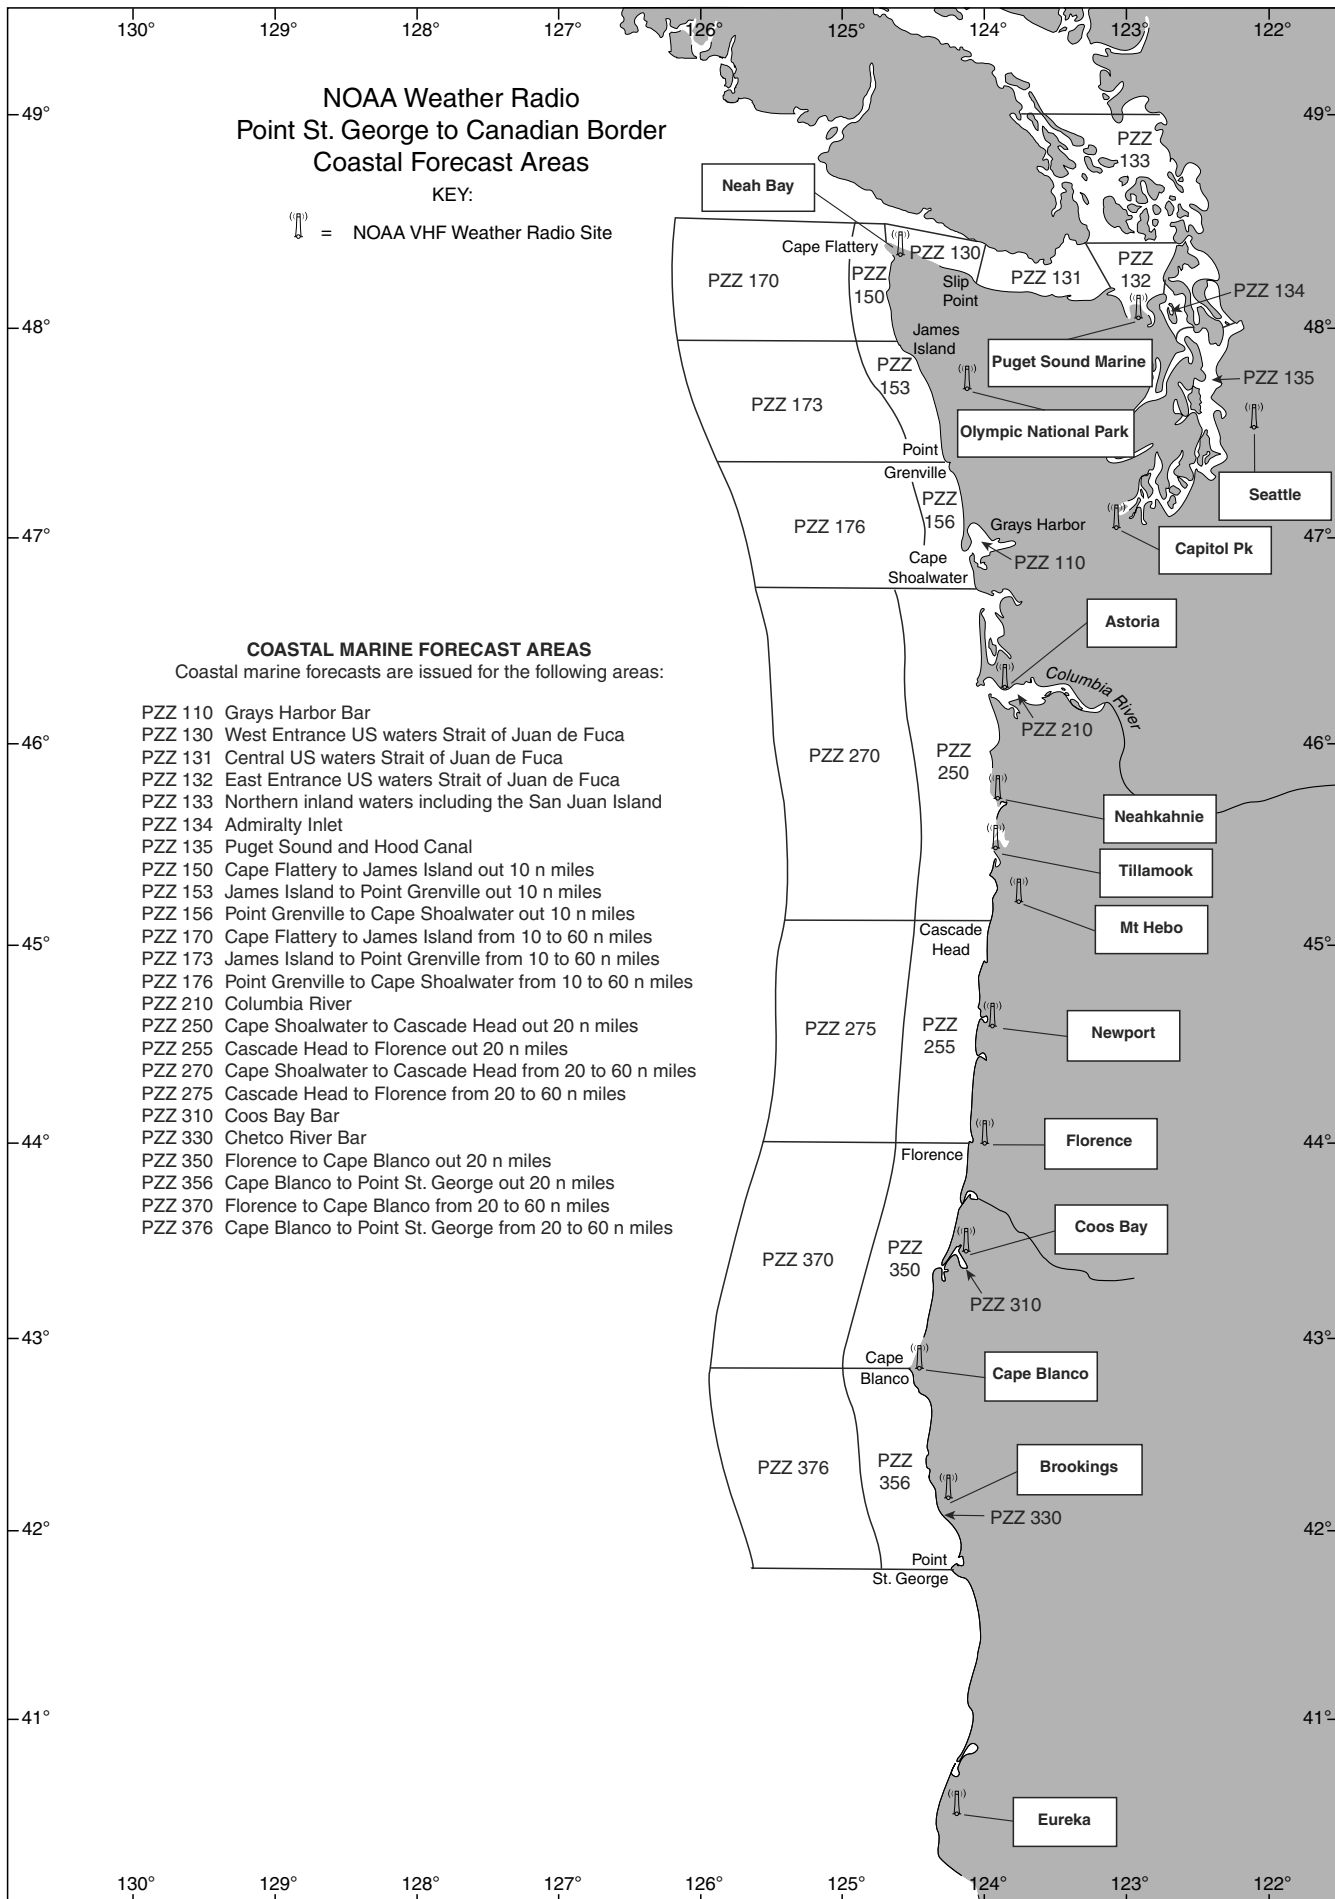 130° 129° 128° 127° 126° 125° 124° 123° 122°
NOAA Weather Radio
Point St. George to Canadian Border
Coastal Forecast Areas
KEY:
= NOAA VHF Weather Radio Site
49° 49°
PZZ
133
Neah Bay
Cape Flattery
PZZ 130
PZZ
132
PZZ 170
PZZ
150
Slip
Point
PZZ 131
PZZ 134
48° 48°
James
Island
Puget Sound Marine
PZZ
153
PZZ 135
PZZ 173
Olympic National Park
Point
Grenville
Seattle
PZZ
156
PZZ 176
Grays Harbor
47° 47°
Capitol Pk
Cape
Shoalwater
PZZ 110
Astoria
COASTAL MARINE FORECAST AREAS
Coastal marine forecasts are issued for the following areas:
PZZ 110 Grays Harbor Bar
PZZ 130 West Entrance US waters Strait of Juan de Fuca
PZZ 131 Central US waters Strait of Juan de Fuca
PZZ 132 East Entrance US waters Strait of Juan de Fuca
PZZ 133 Northern inland waters including the San Juan Island
PZZ 134 Admiralty Inlet
PZZ 135 Puget Sound and Hood Canal
PZZ 150 Cape Flattery to James Island out 10 n miles
PZZ 153 James Island to Point Grenville out 10 n miles
PZZ 156 Point Grenville to Cape Shoalwater out 10 n miles
PZZ 170 Cape Flattery to James Island from 10 to 60 n miles
PZZ 173 James Island to Point Grenville from 10 to 60 n miles
PZZ 176 Point Grenville to Cape Shoalwater from 10 to 60 n miles
PZZ 210 Columbia River
PZZ 250 Cape Shoalwater to Cascade Head out 20 n miles
PZZ 255 Cascade Head to Florence out 20 n miles
PZZ 270 Cape Shoalwater to Cascade Head from 20 to 60 n miles
PZZ 275 Cascade Head to Florence from 20 to 60 n miles
PZZ 310 Coos Bay Bar
PZZ 330 Chetco River Bar
PZZ 350 Florence to Cape Blanco out 20 n miles
PZZ 356 Cape Blanco to Point St. George out 20 n miles
PZZ 370 Florence to Cape Blanco from 20 to 60 n miles
PZZ 376 Cape Blanco to Point St. George from 20 to 60 n miles
Columbia River
PZZ 210
46° 46°
PZZ 270
PZZ
250
Neahkahnie
Tillamook
Mt Hebo
Cascade
Head
45° 45°
PZZ 275
PZZ
255
Newport
44° 44°
Florence
Florence
Coos Bay
PZZ 370
PZZ
350
PZZ 310
43° 43°
Cape
Blanco
Cape Blanco
PZZ 376
PZZ
356
Brookings
PZZ 330
42° 42°
Point
St. George
41° 41°
Eureka
130° 129° 128° 127° 126° 125° 124° 123° 122°